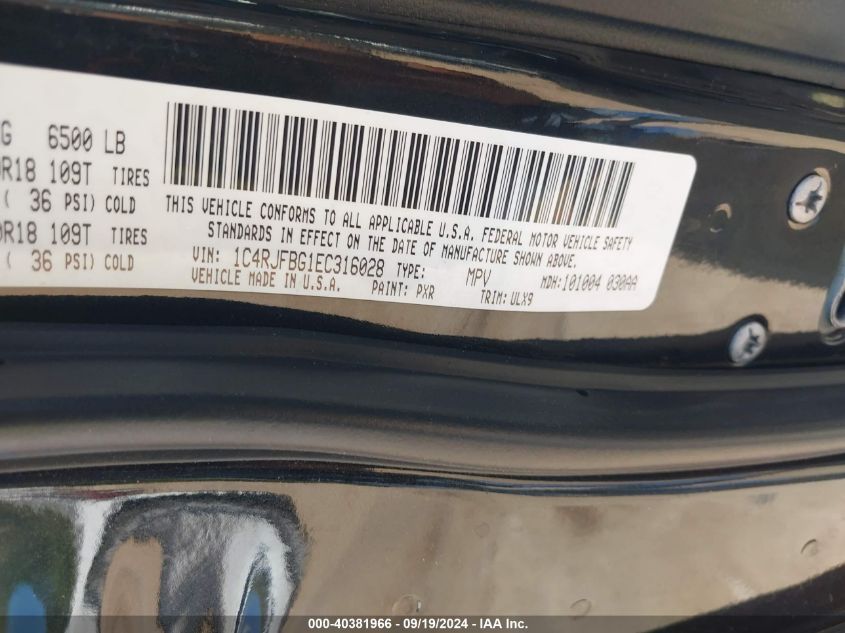 G 6500 LB
R18 109T TIRES
( 36 PSI) COLD
R18 109T TIRES
( 36 PSI) COLD
THIS VEHICLE CONFORMS TO ALL APPLICABLE U.S.A. FEDERAL MOTOR VEHICLE SAFETY
STANDARDS IN EFFECT ON THE DATE OF MANUFACTURE SHOWN ABOVE.
VIN: 1C4RJFBG1EC316028 TYPE: MPV MDH:101004 030AA
VEHICLE MADE IN U.S.A. PAINT: PXR TRIM: ULX9
000-40381966 - 09/19/2024 - IAA Inc.